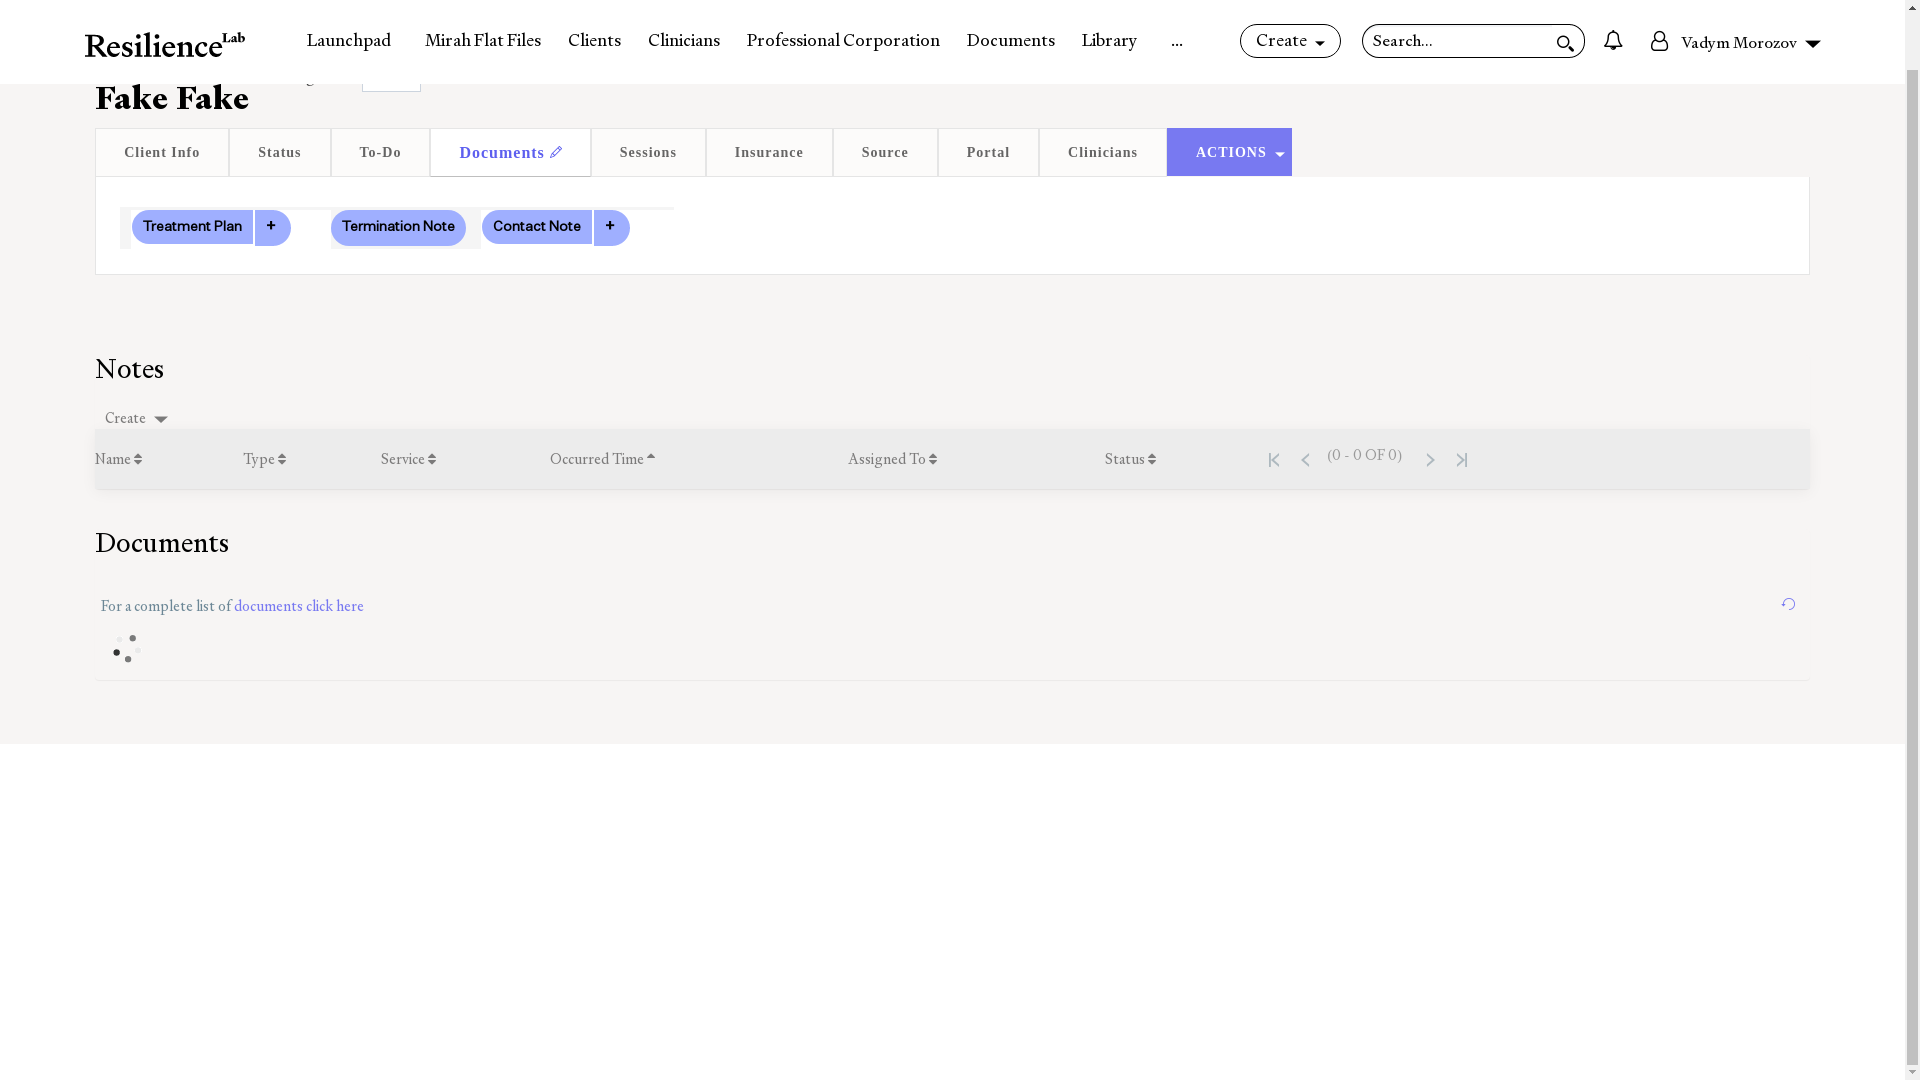 Resilience Lab
Launchpad Mirah Flat Files Clients Clinicians Professional Corporation Documents Library ... Create Search... Vadym Morozov
Fake Fake
Client Info Status To-Do Documents Sessions Insurance Source Portal Clinicians ACTIONS
Treatment Plan + Termination Note Contact Note +
Notes
Create
Name Type Service Occurred Time Assigned To Status (0 - 0 OF 0)
Documents
For a complete list of documents click here